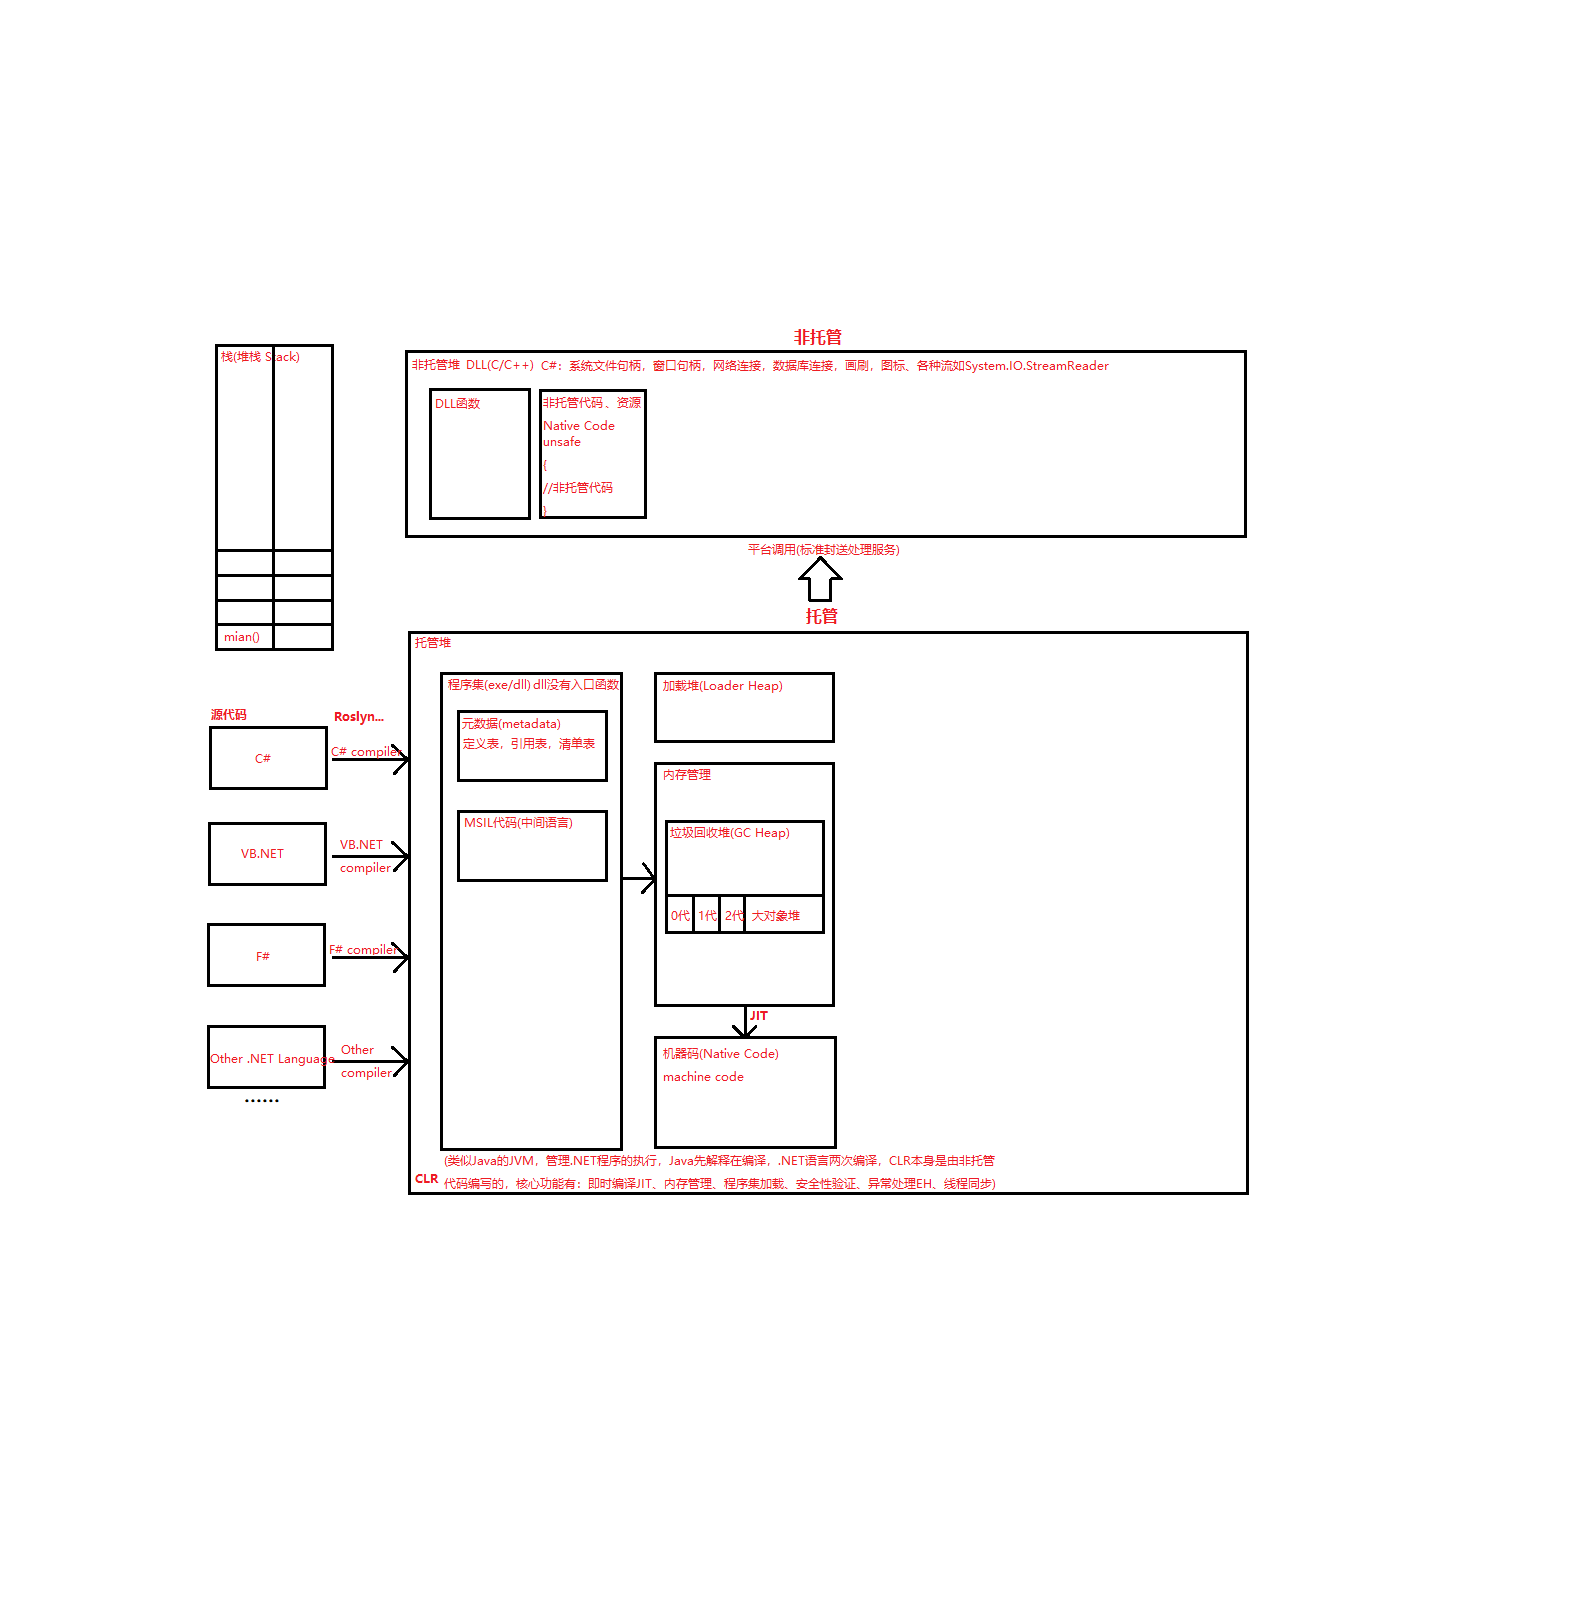 非托管
栈(堆栈 Stack)
非托管堆 DLL(C/C++) C#：系统文件句柄，窗口句柄，网络连接，数据库连接，画刷，图标、各种流如System.IO.StreamReader
DLL函数
非托管代码、资源
Native Code
unsafe
{
//非托管代码
}
平台调用(标准封送处理服务)
托管
mian()
托管堆
程序集(exe/dll) dll没有入口函数
加载堆(Loader Heap)
源代码
Roslyn...
元数据(metadata)
定义表，引用表，清单表
C#
C# compiler
内存管理
MSIL代码(中间语言)
垃圾回收堆(GC Heap)
VB.NET
VB.NET
compiler
0代
1代
2代
大对象堆
F#
F# compiler
JIT
Other .NET Language
Other
compiler
机器码(Native Code)
machine code
......
(类似Java的JVM，管理.NET程序的执行，Java先解释在编译，.NET语言两次编译，CLR本身是由非托管
CLR 代码编写的，核心功能有：即时编译JIT、内存管理、程序集加载、安全性验证、异常处理EH、线程同步)